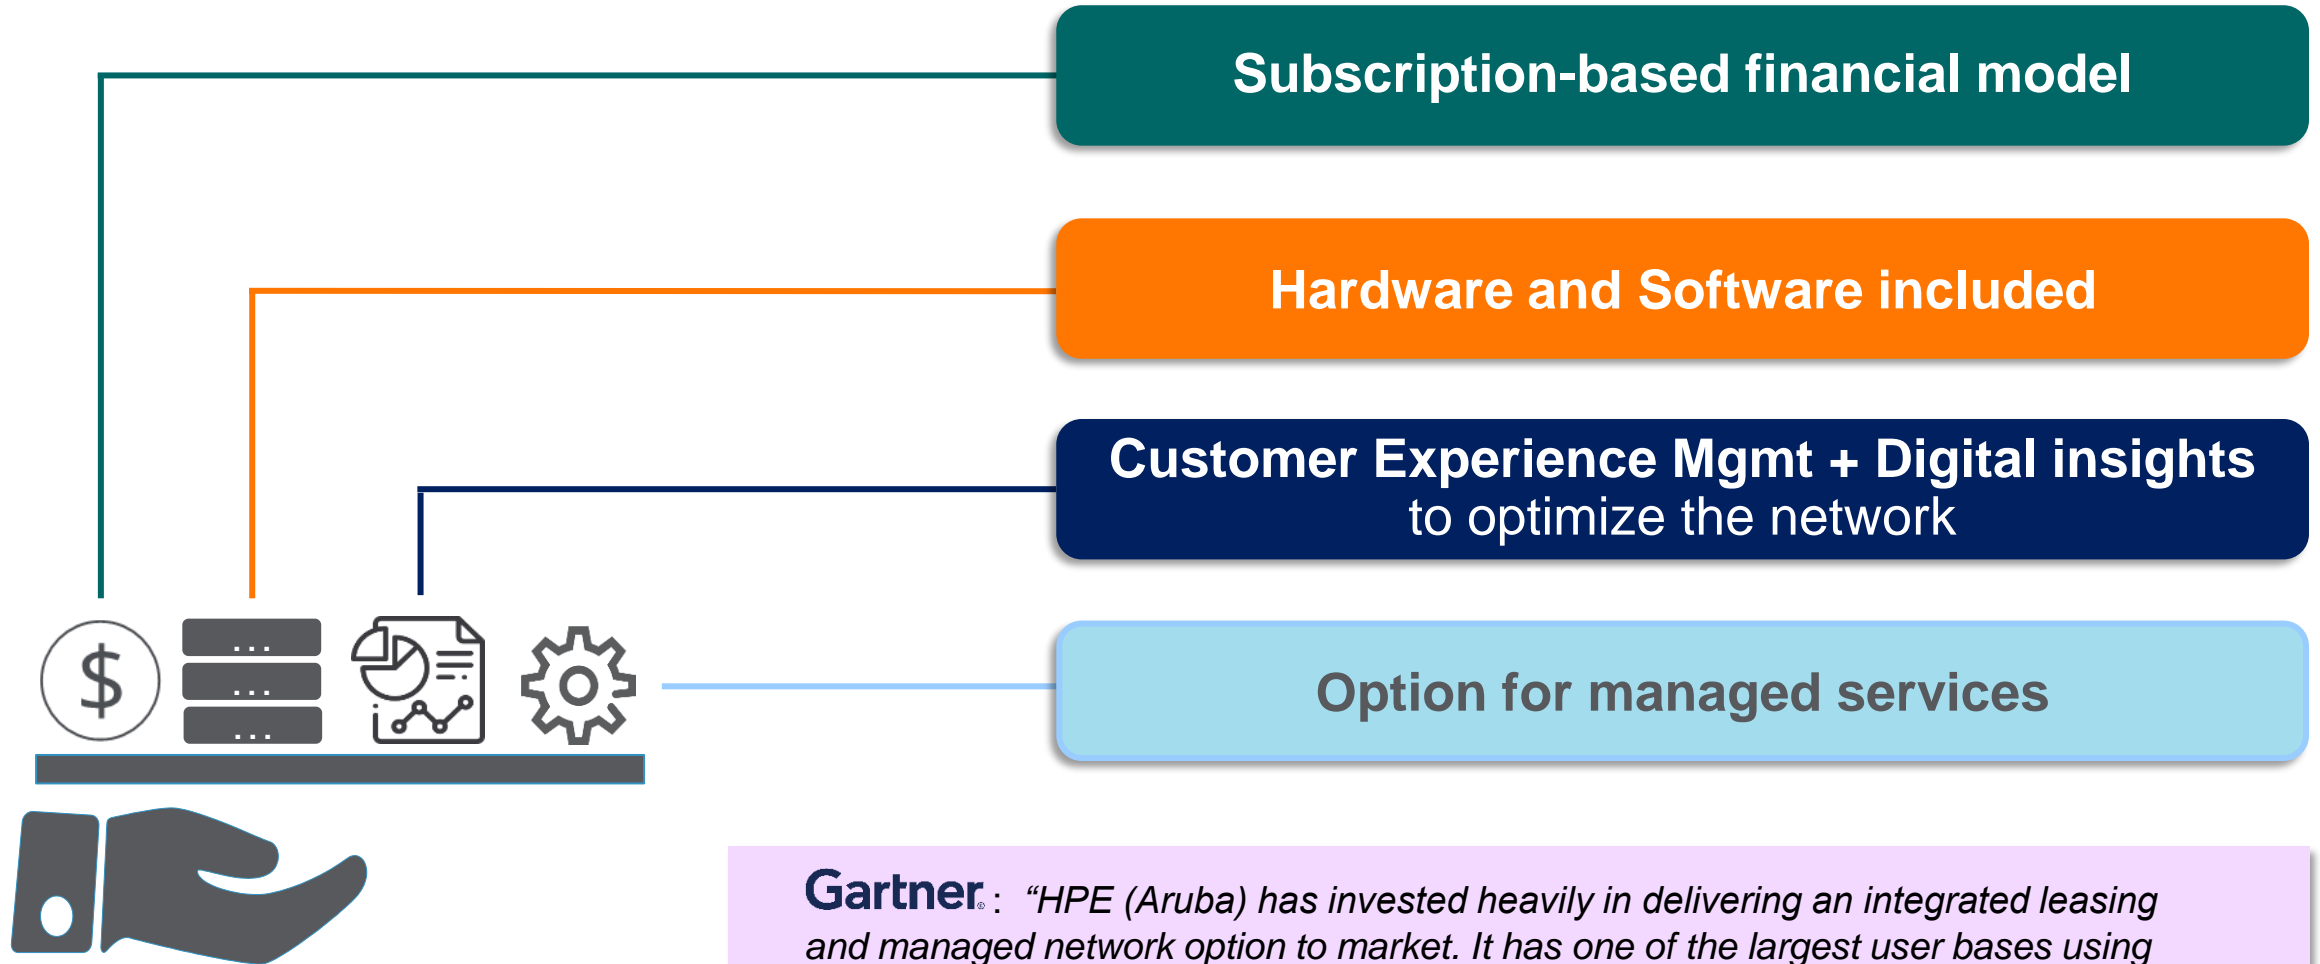 Subscription-based financial model
Hardware and Software included
Customer Experience Mgmt + Digital insights
to optimize the network
$
...
...
...
Option for managed services
Gartner® : “HPE (Aruba) has invested heavily in delivering an integrated leasing
and managed network option to market. It has one of the largest user bases using